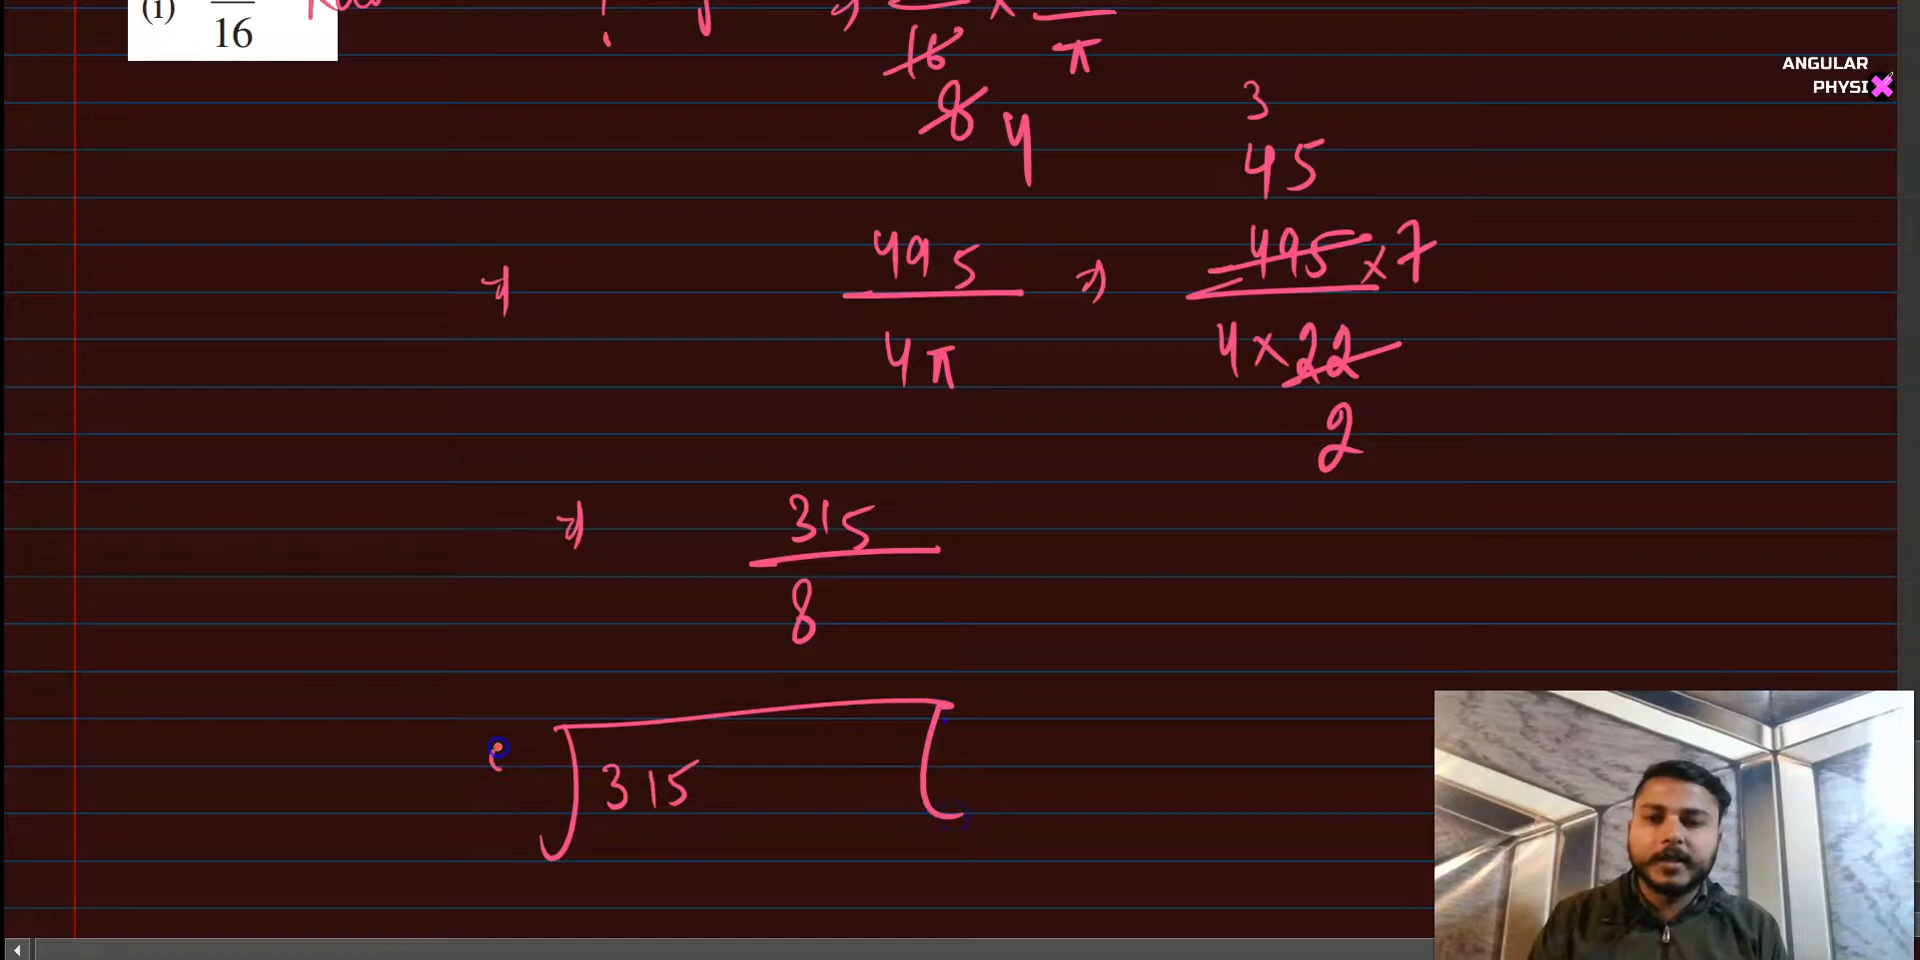 (i) 16
16 × π
8 4
ANGULAR
PHYSI
3
45
⇒ 495 / 4π ⇒ 495 × 7 / 4 × 22
2
⇒ 315 / 8
315